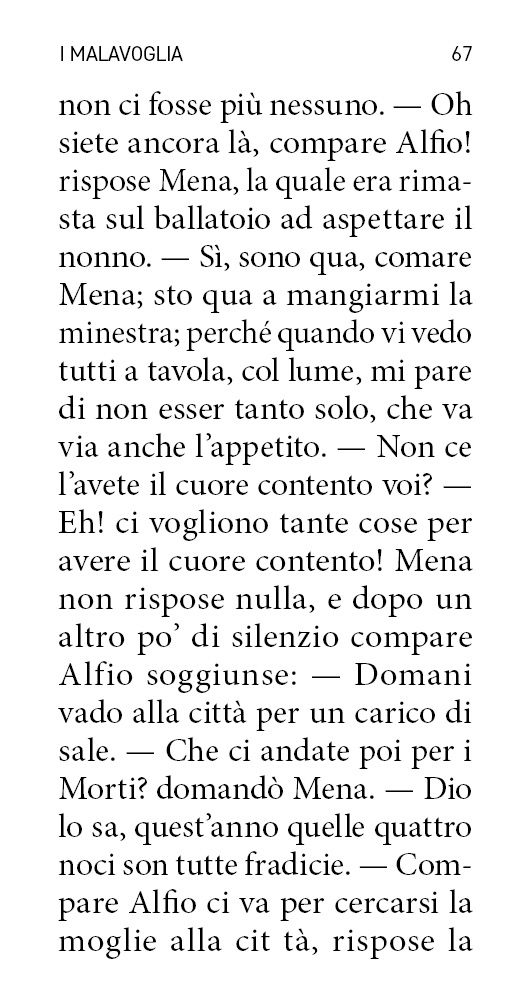 I MALAVOGLIA 67
non ci fosse più nessuno. — Oh
siete ancora là, compare Alfio!
rispose Mena, la quale era rima-
sta sul ballatoio ad aspettare il
nonno. — Sì, sono qua, comare
Mena; sto qua a mangiarmi la
minestra; perché quando vi vedo
tutti a tavola, col lume, mi pare
di non esser tanto solo, che va
via anche l’appetito. — Non ce
l’avete il cuore contento voi? —
Eh! ci vogliono tante cose per
avere il cuore contento! Mena
non rispose nulla, e dopo un
altro po’ di silenzio compare
Alfio soggiunse: — Domani
vado alla città per un carico di
sale. — Che ci andate poi per i
Morti? domandò Mena. — Dio
lo sa, quest’anno quelle quattro
noci son tutte fradicie. — Com-
pare Alfio ci va per cercarsi la
moglie alla cit tà, rispose la